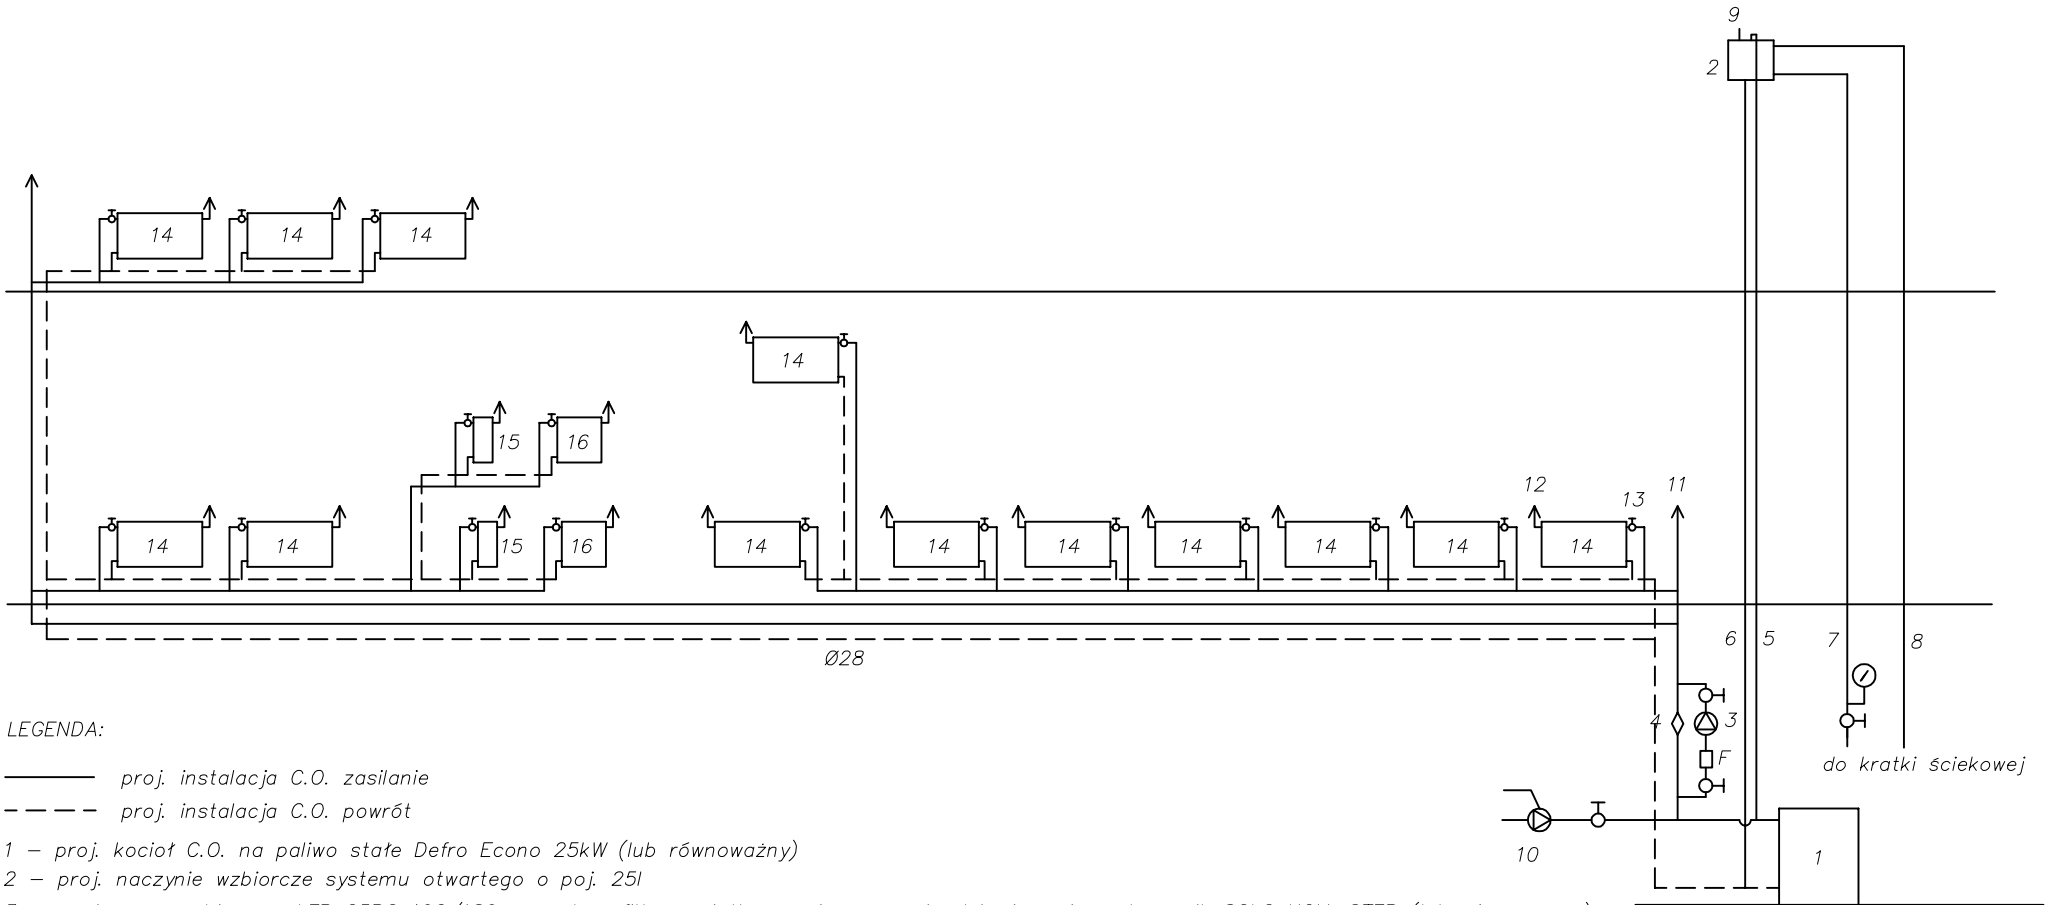 9
2
14 14 14
14
15 16
12 13 11
14 14 15 16 14 14 14 14 14 14 14
6 5 7 8
Ø28
4 3
F
do kratki ściekowej
10
1
LEGENDA:
proj. instalacja C.O. zasilanie
proj. instalacja C.O. powrót
1 – proj. kocioł C.O. na paliwo stałe Defro Econo 25kW (lub równoważny)
2 – proj. naczynie wzbiorcze systemu otwartego o poj. 25l